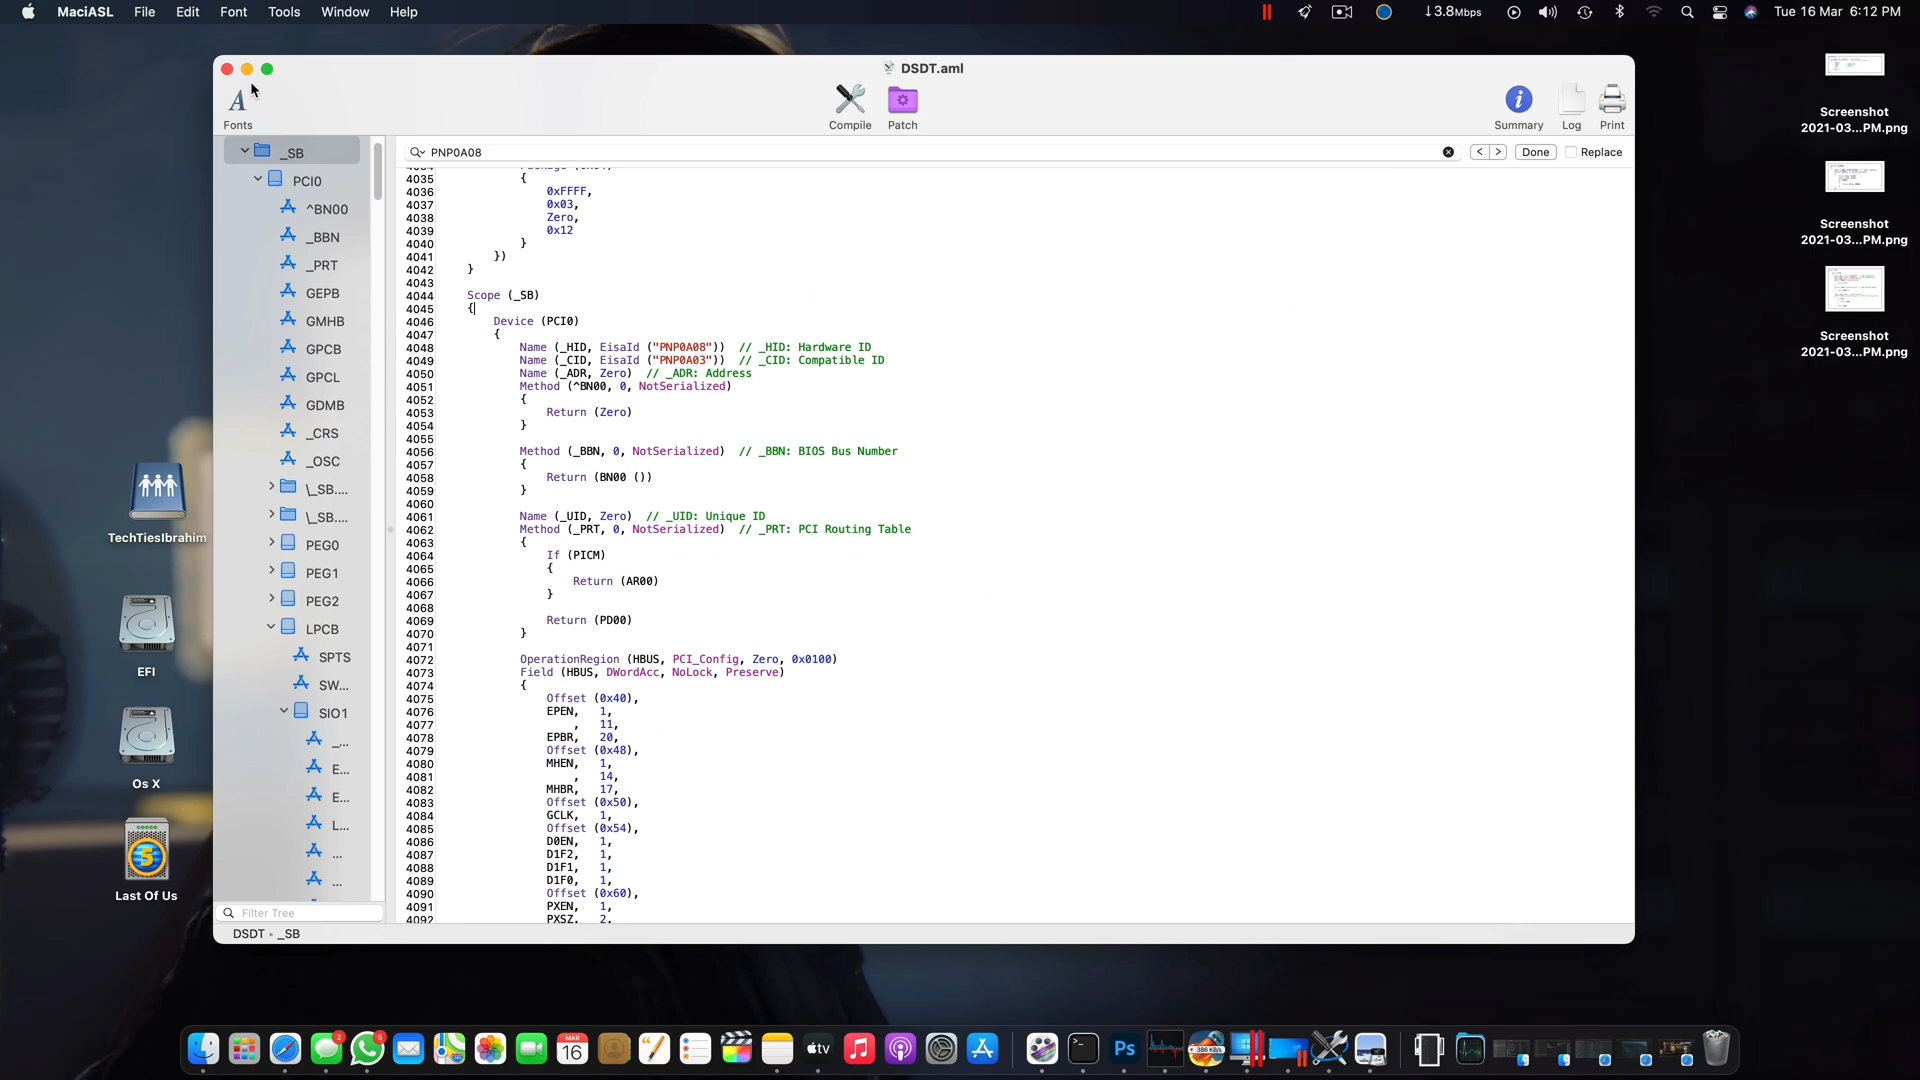 MaciASL File Edit Font Tools Window Help
↓3.8Mbps Tue 16 Mar 6:12 PM
DSDT.aml
A
Fonts
Compile
Patch
Summary
Log
Print
PNP0A08
< > Done Replace
_SB
PCI0
^BN00
_BBN
_PRT
GEPB
GMHB
GPCB
GPCL
GDMB
_CRS
_OSC
\_SB....
\_SB....
PEG0
PEG1
PEG2
LPCB
SPTS
SW...
SIO1
_...
E...
E...
L...
...
...
Filter Tree
DSDT _SB
4035 {
4036 0xFFFF,
4037 0x03,
4038 Zero,
4039 0x12
4040 }
4041 })
4042 }
4043
4044 Scope (_SB)
4045 {
4046 Device (PCI0)
4047 {
4048 Name (_HID, EisaId ("PNP0A08")) // _HID: Hardware ID
4049 Name (_CID, EisaId ("PNP0A03")) // _CID: Compatible ID
4050 Name (_ADR, Zero) // _ADR: Address
4051 Method (^BN00, 0, NotSerialized)
4052 {
4053 Return (Zero)
4054 }
4055
4056 Method (_BBN, 0, NotSerialized) // _BBN: BIOS Bus Number
4057 {
4058 Return (BN00 ())
4059 }
4060
4061 Name (_UID, Zero) // _UID: Unique ID
4062 Method (_PRT, 0, NotSerialized) // _PRT: PCI Routing Table
4063 {
4064 If (PICM)
4065 {
4066 Return (AR00)
4067 }
4068
4069 Return (PD00)
4070 }
4071
4072 OperationRegion (HBUS, PCI_Config, Zero, 0x0100)
4073 Field (HBUS, DWordAcc, NoLock, Preserve)
4074 {
4075 Offset (0x40),
4076 EPEN, 1,
4077 , 11,
4078 EPBR, 20,
4079 Offset (0x48),
4080 MHEN, 1,
4081 , 14,
4082 MHBR, 17,
4083 Offset (0x50),
4084 GCLK, 1,
4085 Offset (0x54),
4086 D0EN, 1,
4087 D1F2, 1,
4088 D1F1, 1,
4089 D1F0, 1,
4090 Offset (0x60),
4091 PXEN, 1,
4092 PXSZ, 2,
Screenshot
2021-03...PM.png
Screenshot
2021-03...PM.png
Screenshot
2021-03...PM.png
TechTiesIbrahim
EFI
Os X
5
Last Of Us
2
5
MAR
16
tv
Ps
386 KB/s